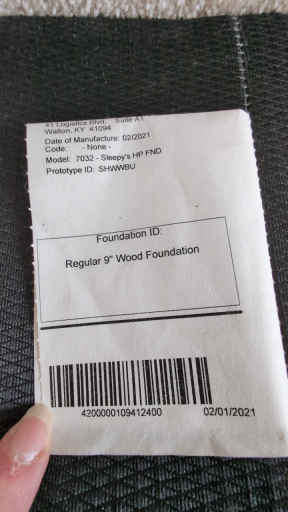 41 Logistics Blvd. Suite A1
Walton, KY 41094
Date of Manufacture: 02/2021
Code: - None -
Model: 7032 - Sleepy's HP FND
Prototype ID: SHWWBU
Foundation ID:
Regular 9" Wood Foundation
4200000109412400 02/01/2021